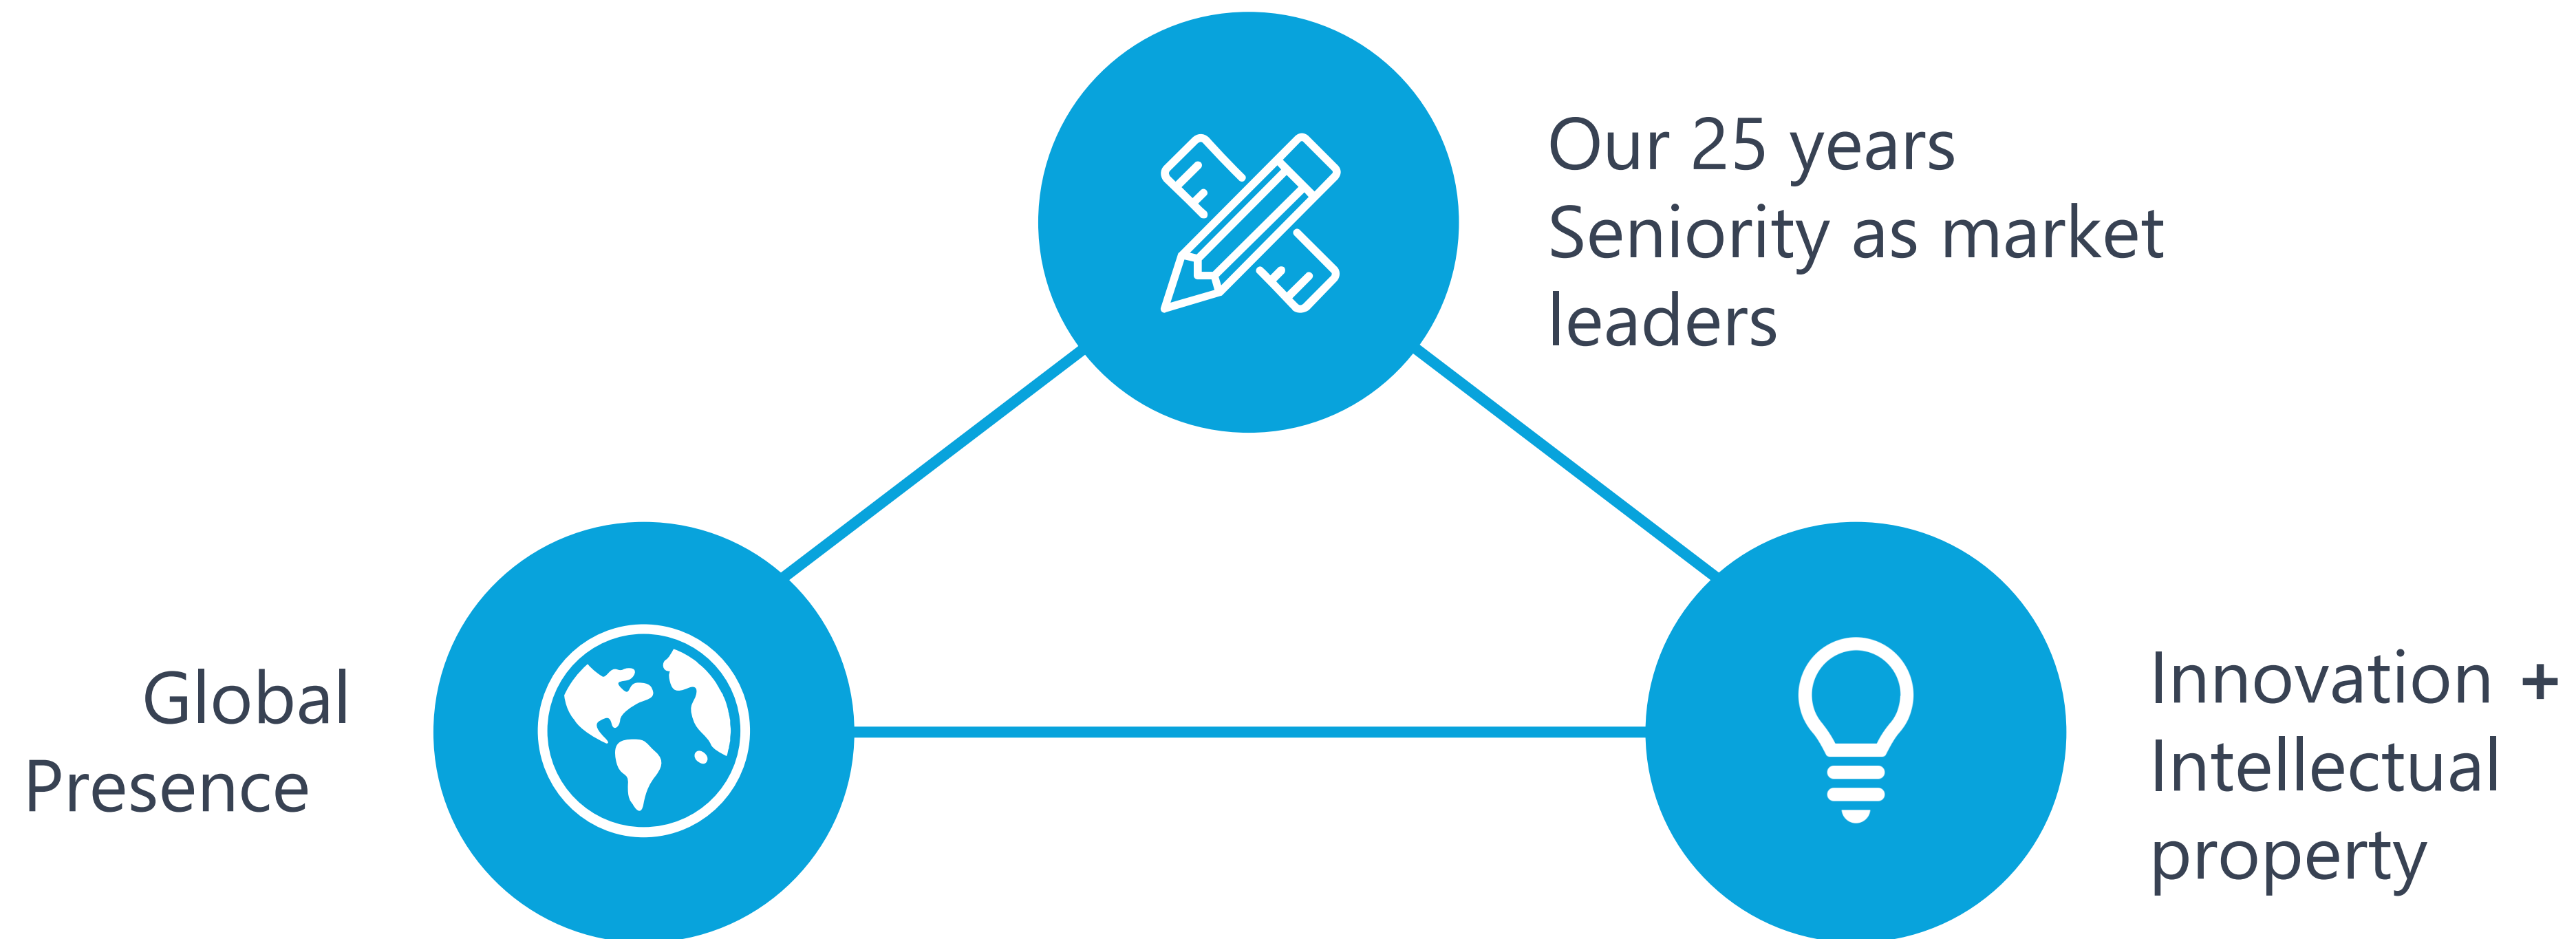 Our 25 years
Seniority as market
leaders
Global
Presence
Innovation +
Intellectual
property